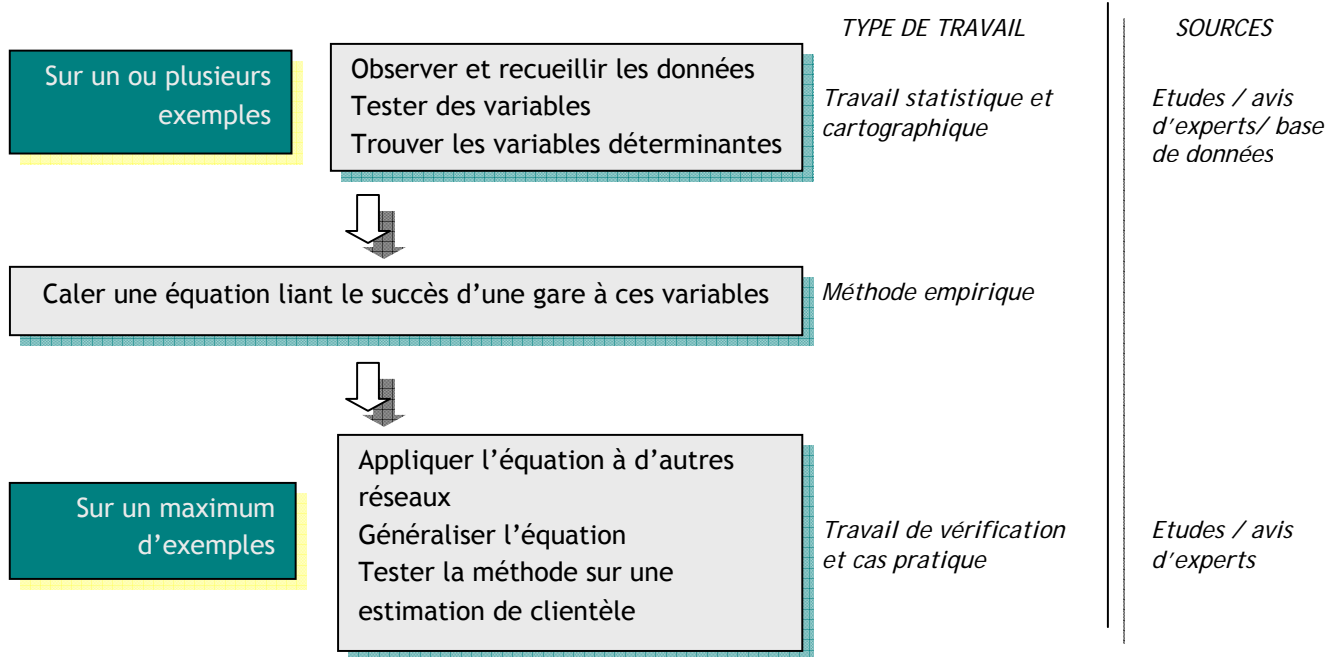 TYPE DE TRAVAIL
SOURCES
Sur un ou plusieurs
exemples
Observer et recueillir les données
Tester des variables
Trouver les variables déterminantes
Travail statistique et
cartographique
Etudes / avis
d’experts/ base
de données
Caler une équation liant le succès d’une gare à ces variables
Méthode empirique
Sur un maximum
d’exemples
Appliquer l’équation à d’autres
réseaux
Généraliser l’équation
Tester la méthode sur une
estimation de clientèle
Travail de vérification
et cas pratique
Etudes / avis
d’experts